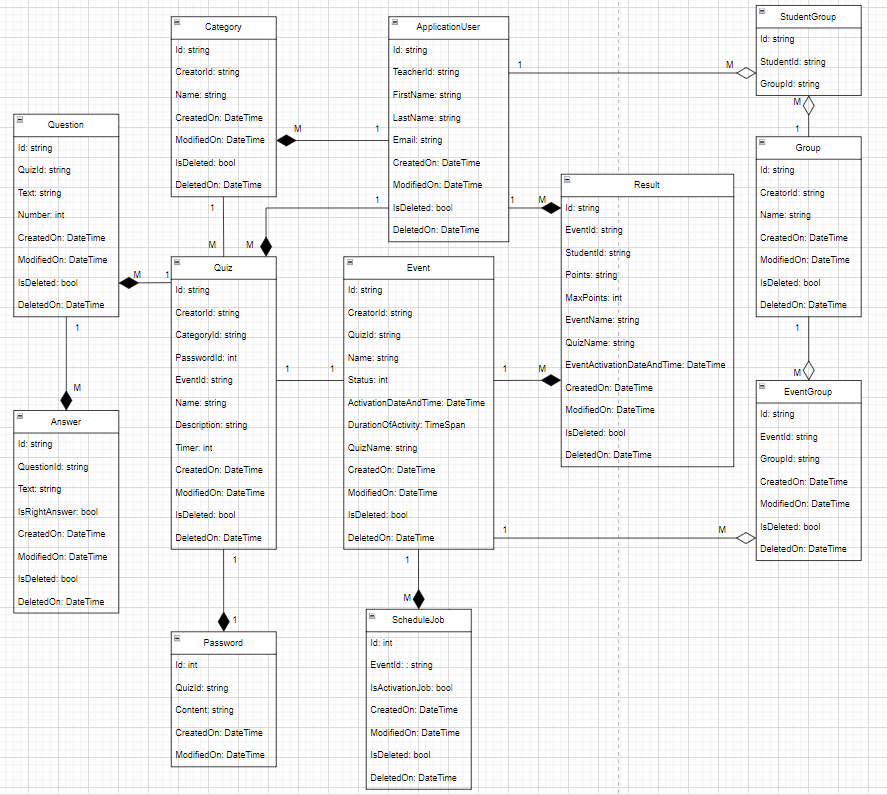 Category
Id: string
CreatorId: string
Name: string
CreatedOn: DateTime
ModifiedOn: DateTime
IsDeleted: bool
DeletedOn: DateTime
ApplicationUser
Id: string
TeacherId: string
FirstName: string
LastName: string
Email: string
CreatedOn: DateTime
ModifiedOn: DateTime
IsDeleted: bool
DeletedOn: DateTime
StudentGroup
Id: string
StudentId: string
GroupId: string
1
M
M
1
M
1
Question
Id: string
QuizId: string
Text: string
Number: int
CreatedOn: DateTime
ModifiedOn: DateTime
IsDeleted: bool
DeletedOn: DateTime
Group
Id: string
CreatorId: string
Name: string
CreatedOn: DateTime
ModifiedOn: DateTime
IsDeleted: bool
DeletedOn: DateTime
Result
Id: string
EventId: string
StudentId: string
Points: string
MaxPoints: int
EventName: string
QuizName: string
EventActivationDateAndTime: DateTime
CreatedOn: DateTime
ModifiedOn: DateTime
IsDeleted: bool
DeletedOn: DateTime
1
M
1
M
1
M
M
1
Quiz
Id: string
CreatorId: string
CategoryId: string
PasswordId: int
EventId: string
Name: string
Description: string
Timer: int
CreatedOn: DateTime
ModifiedOn: DateTime
IsDeleted: bool
DeletedOn: DateTime
Event
Id: string
CreatorId: string
QuizId: string
Name: string
Status: int
ActivationDateAndTime: DateTime
DurationOfActivity: TimeSpan
QuizName: string
CreatedOn: DateTime
ModifiedOn: DateTime
IsDeleted: bool
DeletedOn: DateTime
1
M
1
1
1
M
1
M
EventGroup
Id: string
EventId: string
GroupId: string
CreatedOn: DateTime
ModifiedOn: DateTime
IsDeleted: bool
DeletedOn: DateTime
Answer
Id: string
QuestionId: string
Text: string
IsRightAnswer: bool
CreatedOn: DateTime
ModifiedOn: DateTime
IsDeleted: bool
DeletedOn: DateTime
1
M
1
1
1
M
Password
Id: int
QuizId: string
Content: string
CreatedOn: DateTime
ModifiedOn: DateTime
ScheduleJob
Id: int
EventId: : string
IsActivationJob: bool
CreatedOn: DateTime
ModifiedOn: DateTime
IsDeleted: bool
DeletedOn: DateTime